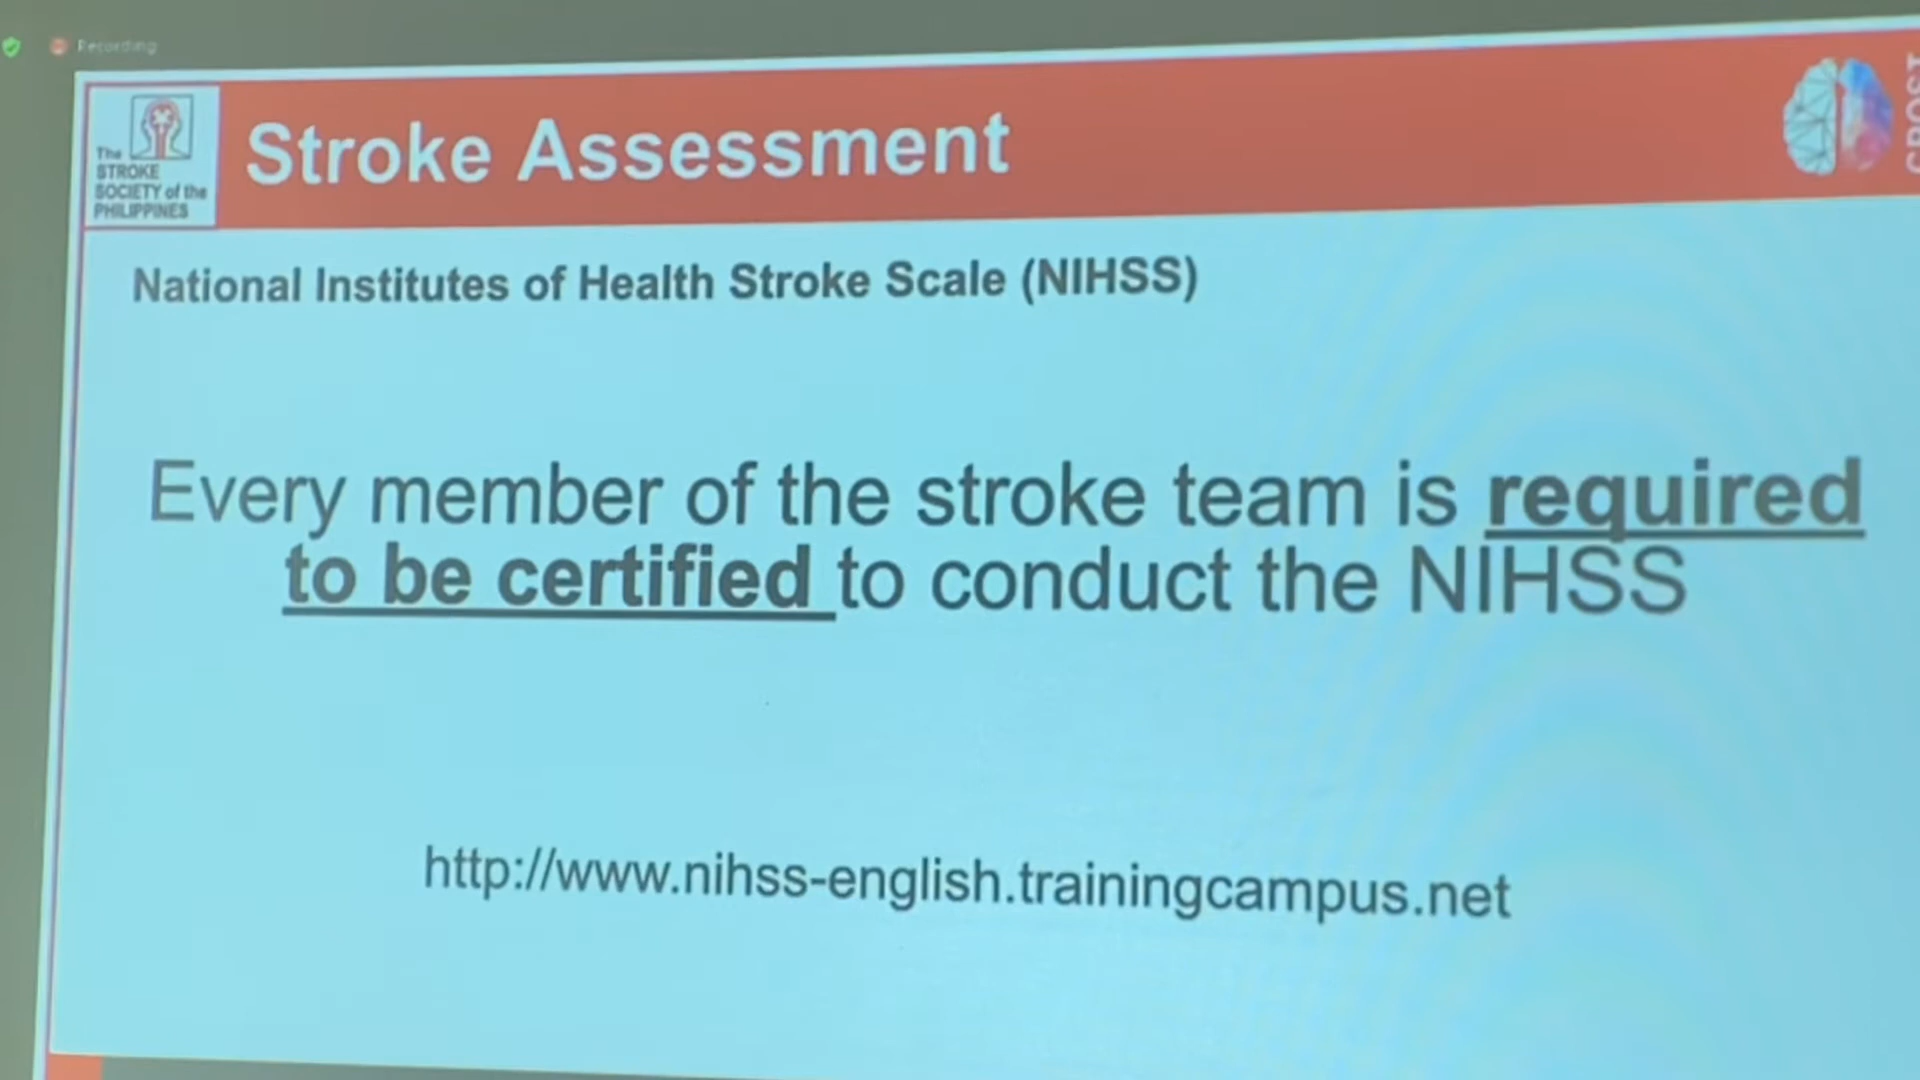 Recording
The
STROKE
SOCIETY of the
PHILIPPINES
Stroke Assessment
National Institutes of Health Stroke Scale (NIHSS)
Every member of the stroke team is required
to be certified to conduct the NIHSS
http://www.nihss-english.trainingcampus.net